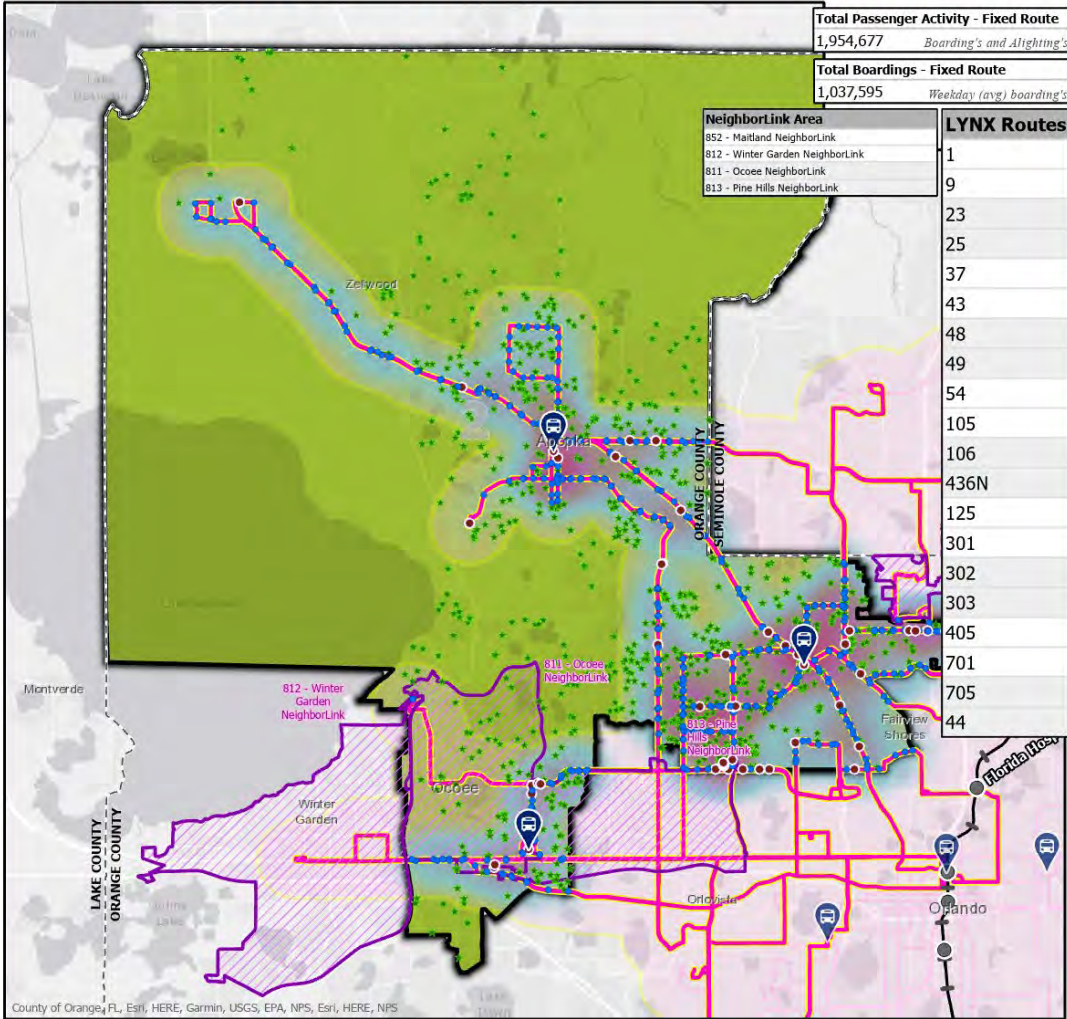 Total Passenger Activity - Fixed Route
1,954,677 Boarding's and Alighting's
Total Boardings - Fixed Route
1,037,595 Weekday (avg) boarding's
NeighborLink Area
852 - Maitland NeighborLink
812 - Winter Garden NeighborLink
811 - Ocoee NeighborLink
813 - Pine Hills NeighborLink
LYNX Routes
1
9
23
25
37
43
48
49
54
105
106
436N
125
301
302
303
405
701
705
44
Zellwood
Apopka
ORANGE COUNTY
SEMINOLE COUNTY
Montverde
812 - Winter
Garden
NeighborLink
811 - Ocoee
NeighborLink
813 - Pine
Hills
NeighborLink
Fairview
Shores
Florida Hosp
Ocoee
Winter
Garden
LAKE COUNTY
ORANGE COUNTY
Johns
Lake
Orlovista
Orlando
Lake
Down
County of Orange, FL, Esri, HERE, Garmin, USGS, EPA, NPS, Esri, HERE, NPS